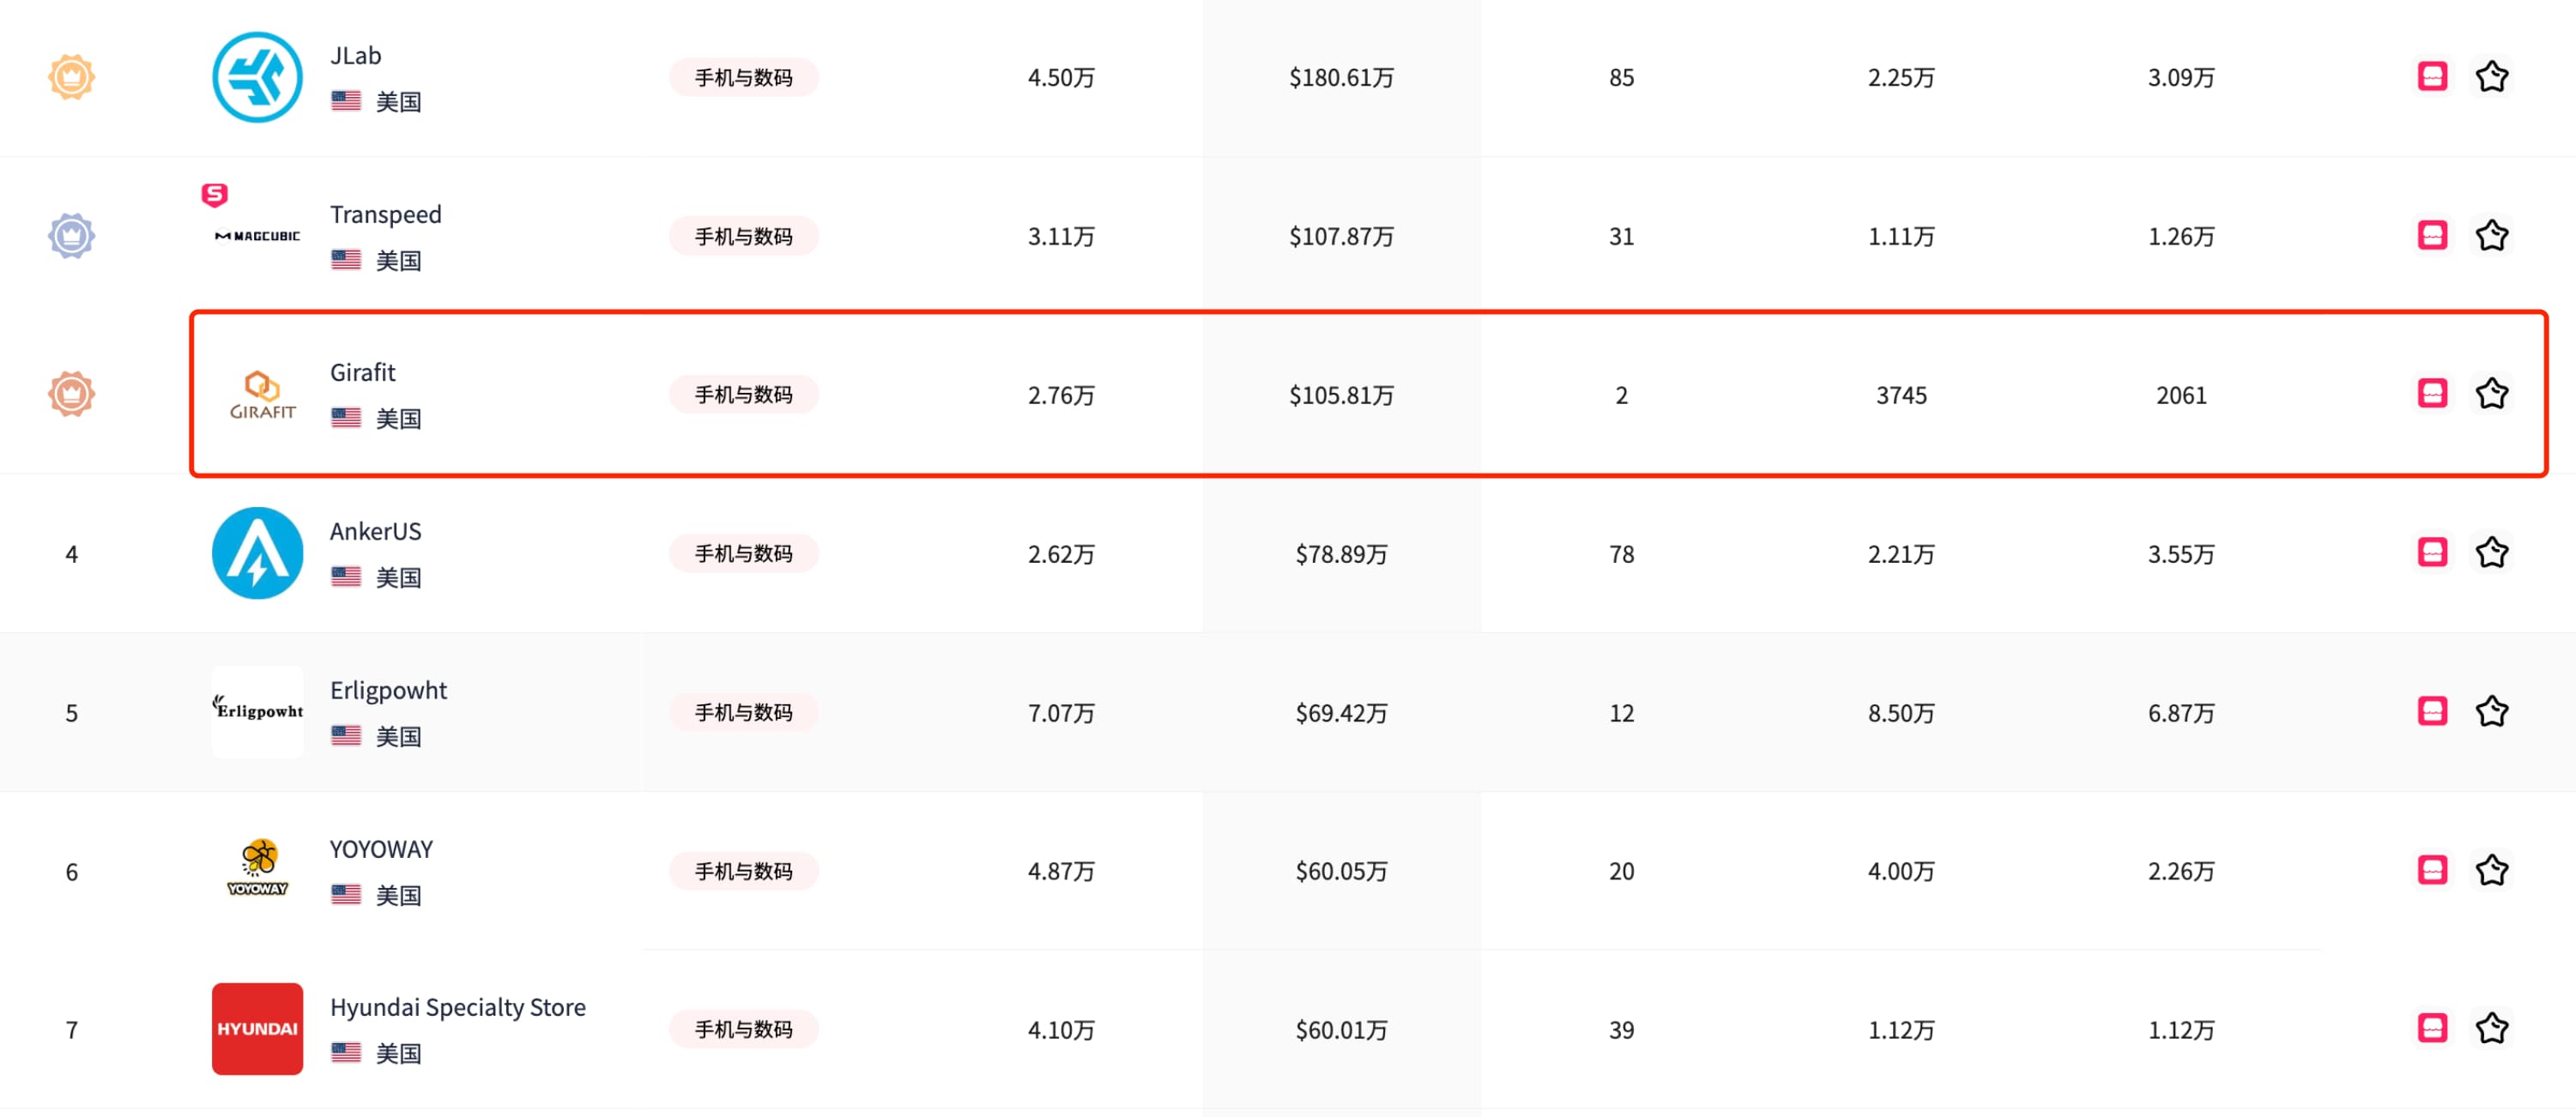 JLab
美国
手机与数码
4.50万
$180.61万
85
2.25万
3.09万
S
MAGCUBIC
Transpeed
美国
手机与数码
3.11万
$107.87万
31
1.11万
1.26万
GIRAFIT
Girafit
美国
手机与数码
2.76万
$105.81万
2
3745
2061
4
AnkerUS
美国
手机与数码
2.62万
$78.89万
78
2.21万
3.55万
5
Erligpowht
Erligpowht
美国
手机与数码
7.07万
$69.42万
12
8.50万
6.87万
6
YOYOWAY
YOYOWAY
美国
手机与数码
4.87万
$60.05万
20
4.00万
2.26万
7
HYUNDAI
Hyundai Specialty Store
美国
手机与数码
4.10万
$60.01万
39
1.12万
1.12万